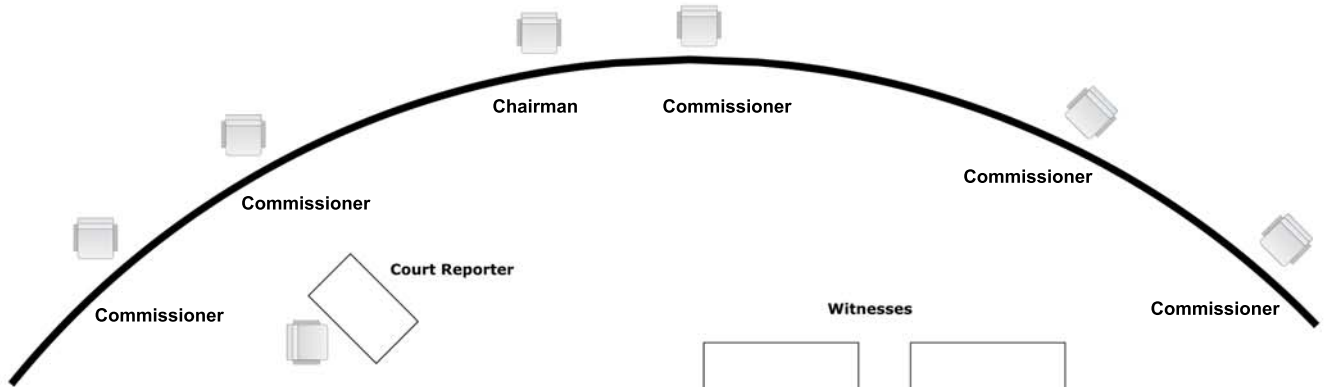 Chairman
Commissioner
Commissioner
Commissioner
Court Reporter
Commissioner
Witnesses
Commissioner